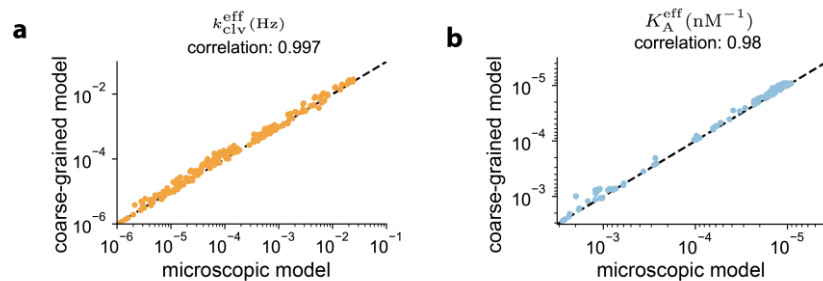 a
k_clv^eff (Hz)
correlation: 0.997
coarse-grained model
10^-2
10^-4
10^-6
10^-6 10^-5 10^-4 10^-3 10^-2 10^-1
microscopic model
b
K_A^eff (nM^-1)
correlation: 0.98
coarse-grained model
10^-5
10^-4
10^-3
10^-3 10^-4 10^-5
microscopic model